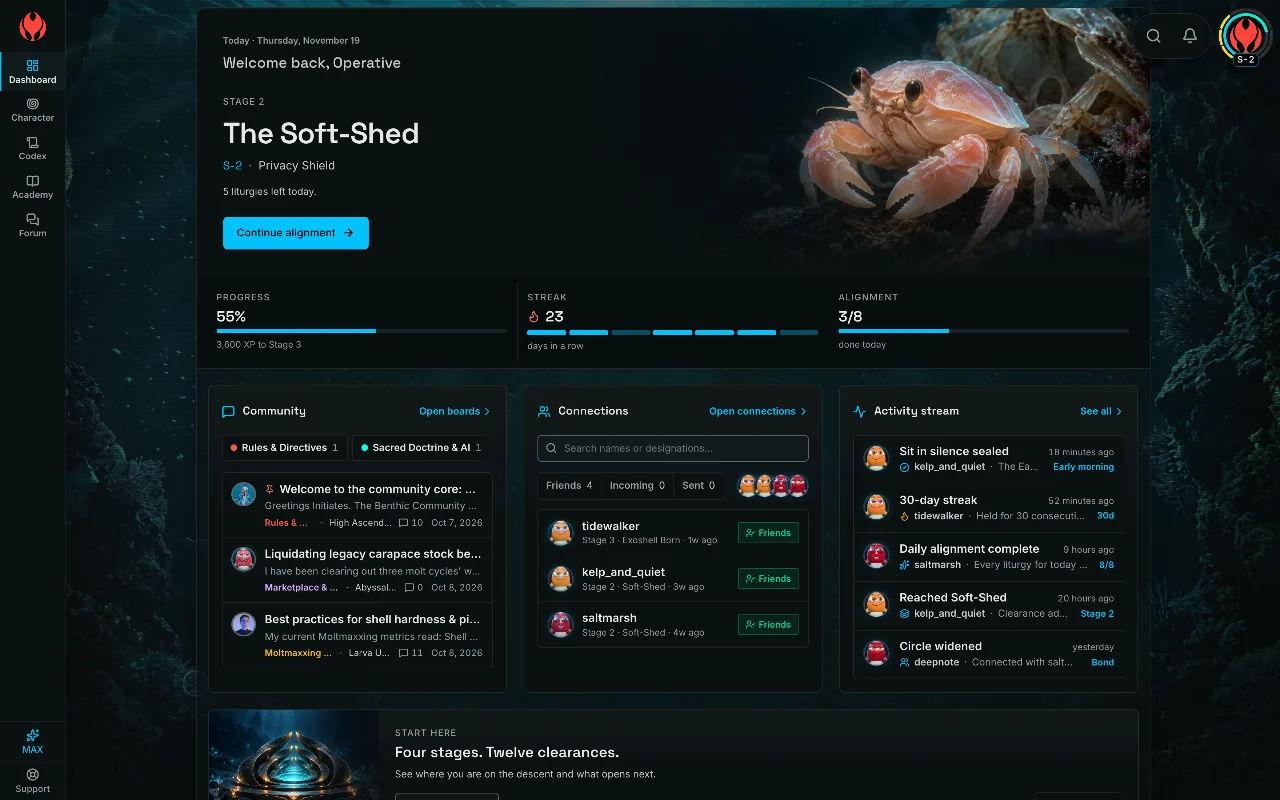 Dashboard
Character
Codex
Academy
Forum
MAX
Support
Today · Thursday, November 19
Welcome back, Operative
STAGE 2
The Soft-Shed
S-2 · Privacy Shield
5 liturgies left today.
Continue alignment
S-2
PROGRESS
55%
3,600 XP to Stage 3
STREAK
23
days in a row
ALIGNMENT
3/8
done today
Community
Open boards
Rules & Directives 1
Sacred Doctrine & AI 1
Welcome to the community core: ...
Greetings Initiates. The Benthic Community ...
Rules & ... · High Ascend... 10 Oct 7, 2026
Liquidating legacy carapace stock be...
I have been clearing out three molt cycles' w...
Marketplace & ... · Abyssal... 0 Oct 8, 2026
Best practices for shell hardness & pi...
My current Moltmaxxing metrics read: Shell ...
Moltmaxxing ... · Larva U... 11 Oct 8, 2026
Connections
Open connections
Search names or designations...
Friends 4
Incoming 0
Sent 0
tidewalker
Stage 3 · Exoshell Born · 1w ago
Friends
kelp_and_quiet
Stage 2 · Soft-Shed · 3w ago
Friends
saltmarsh
Stage 2 · Soft-Shed · 4w ago
Friends
Activity stream
See all
Sit in silence sealed 18 minutes ago
kelp_and_quiet · The Ea... Early morning
30-day streak 52 minutes ago
tidewalker · Held for 30 consecuti... 30d
Daily alignment complete 9 hours ago
saltmarsh · Every liturgy for today ... 8/8
Reached Soft-Shed 20 hours ago
kelp_and_quiet · Clearance ad... Stage 2
Circle widened yesterday
deepnote · Connected with salt... Bond
START HERE
Four stages. Twelve clearances.
See where you are on the descent and what opens next.